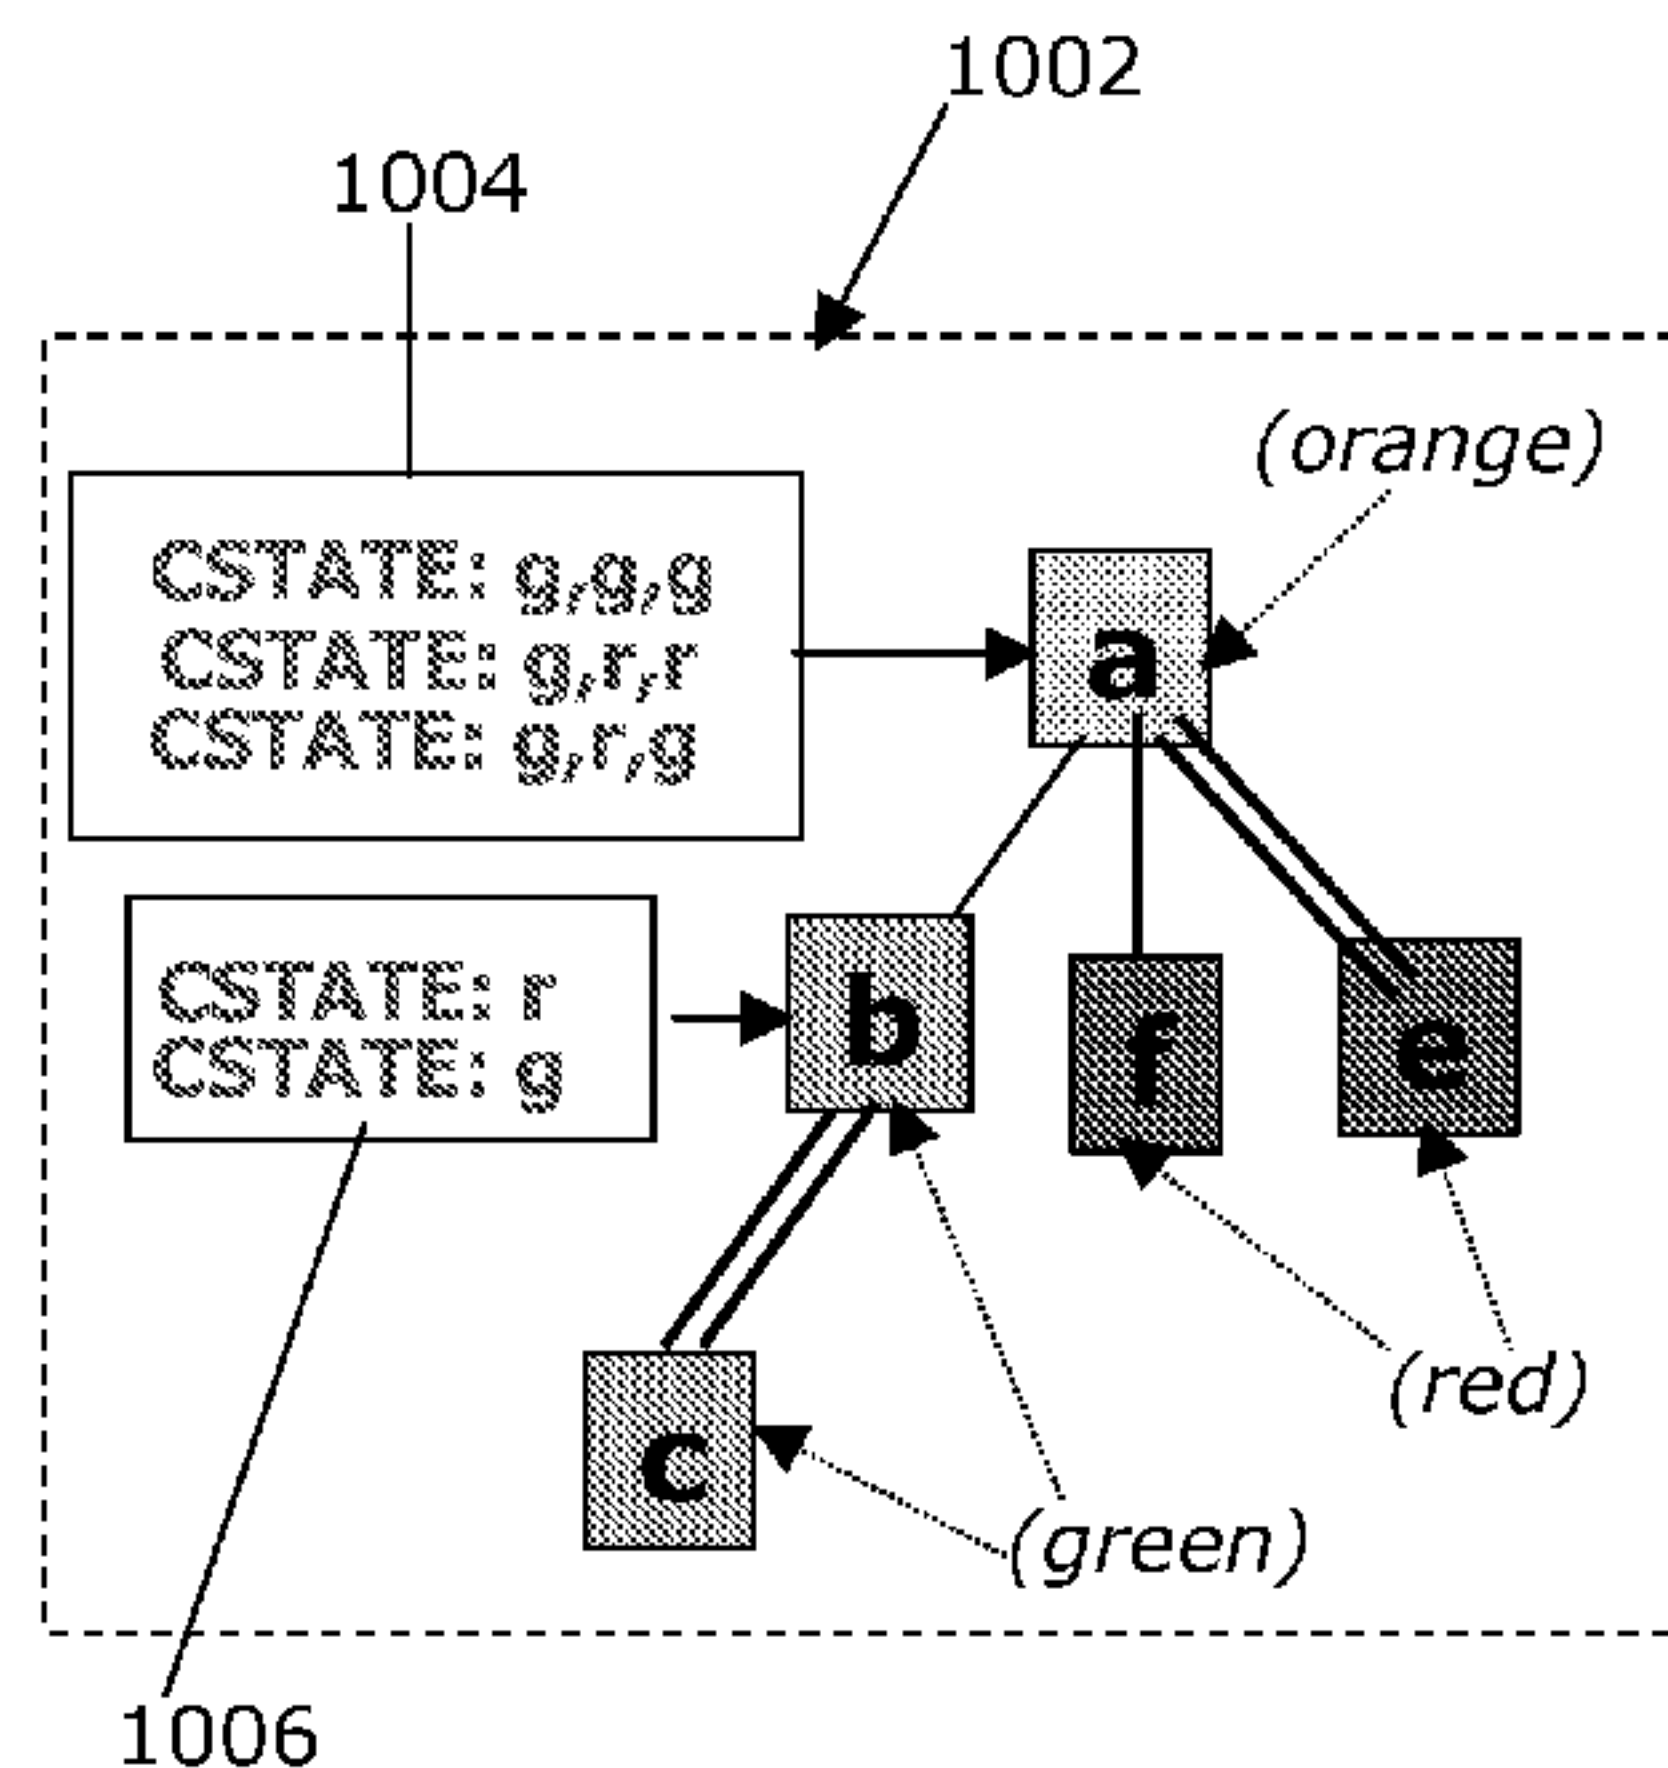 1002
1004
(orange)
CSTATE: g,g,g
CSTATE: g,r,r
CSTATE: g,r,g
a
CSTATE: r
CSTATE: g
b
f
e
(red)
c
(green)
1006